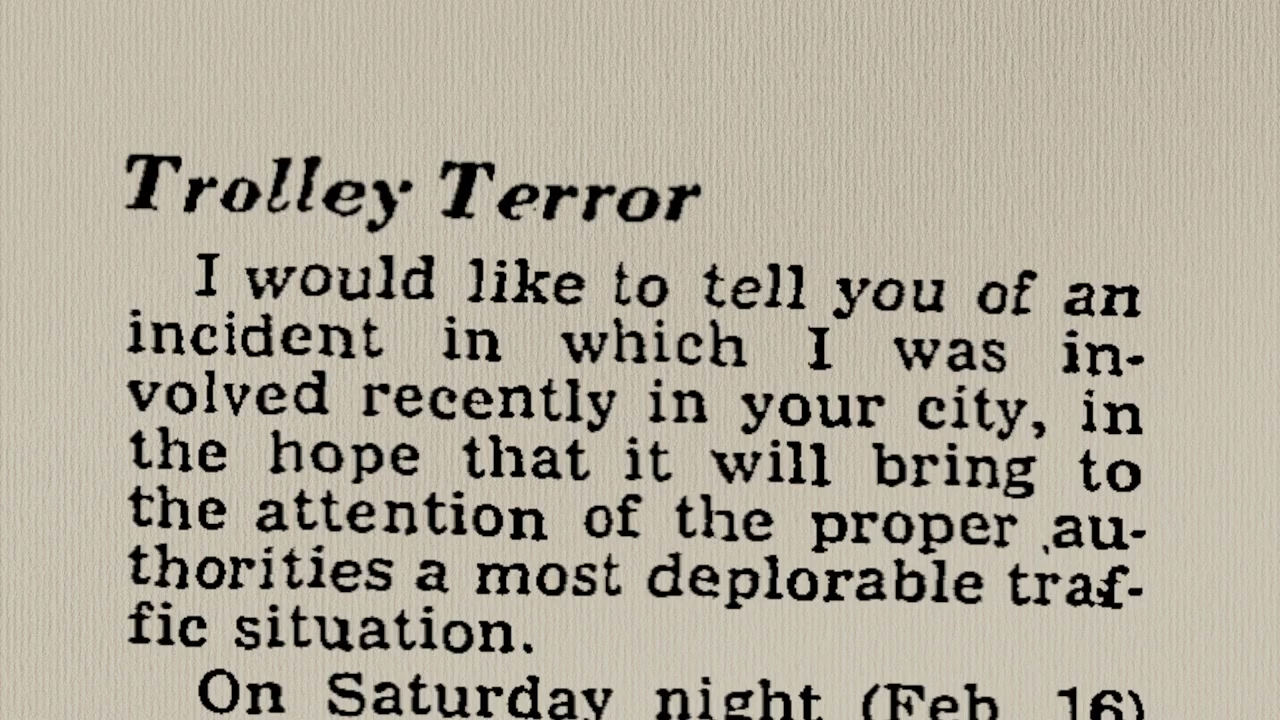 Trolley Terror
I would like to tell you of an
incident in which I was in-
volved recently in your city, in
the hope that it will bring to
the attention of the proper au-
thorities a most deplorable traf-
fic situation.
On Saturday night (Feb. 16)